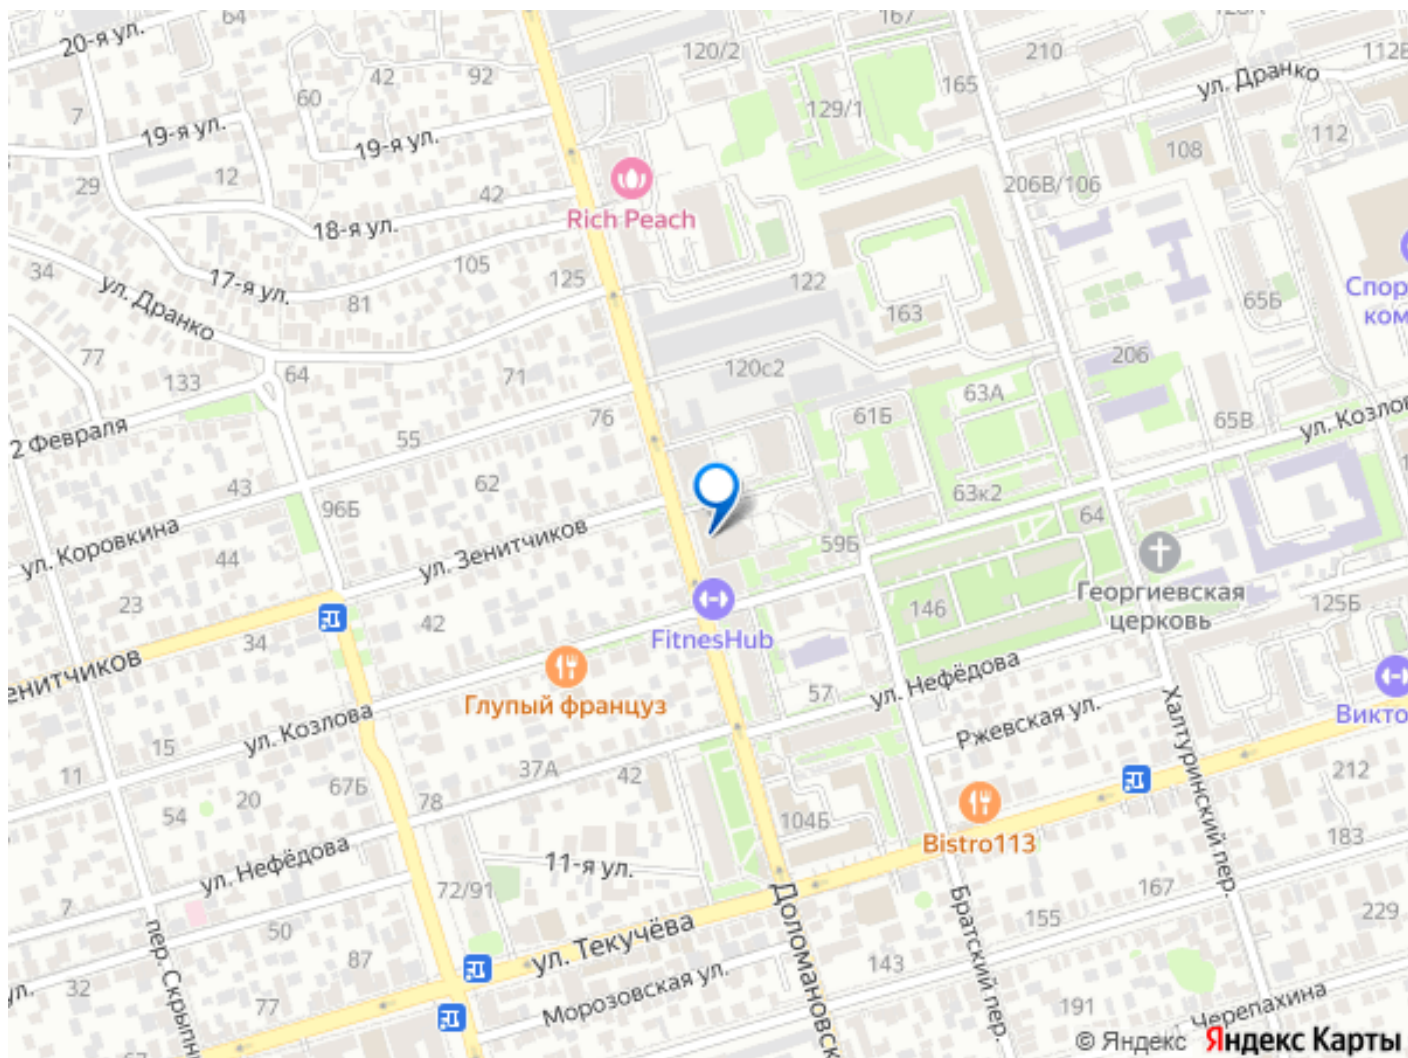 20-я ул.
64
120/2
167
210
112Б
42
92
165
ул. Дранко
60
129/1
7
19-я ул.
19-я ул.
112
108
29
12
42
206В/106
Rich Peach
18-я ул.
34
105
125
122
17-я ул.
81
65Б
Спор
ком
ул. Дранко
163
77
206
133
64
71
120с2
63А
61Б
65В
ул. Козлов
76
2 Февраля
55
62
43
63к2
96Б
64
ул. Коровкина
ул. Зенитчиков
59Б
44
Георгиевская
церковь
23
146
125Б
42
34
FitnesHub
енитчиков
57
ул. Нефёдова
Глупый француз
Викто
ул. Козлова
Ржевская ул.
Халтуринский пер.
15
11
37А
42
212
67Б
78
20
54
104Б
183
Bistro113
ул. Нефёдова
11-я ул.
72/91
167
7
155
229
50
ул. Текучёва
Доломановск
Братский пер.
пер. Скрыпн
87
143
32
ул.
Морозовская ул.
77
191
Черепахина
© Яндекс Яндекс Карты